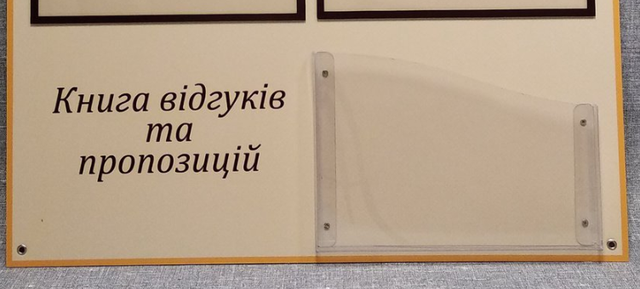 Книга відгуків
та
пропозицій